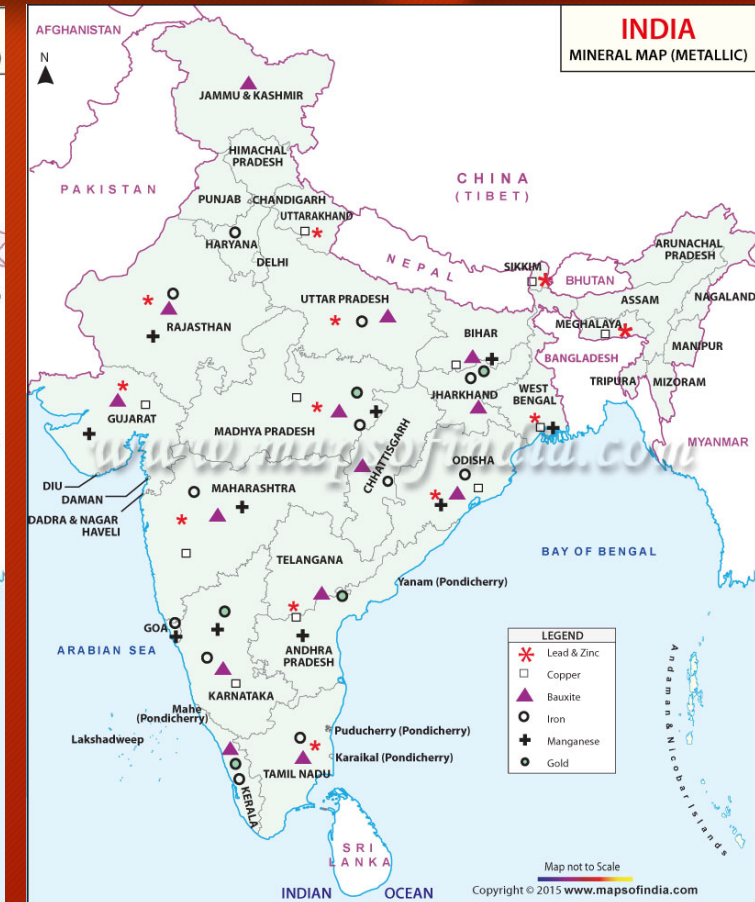 INDIA
MINERAL MAP (METALLIC)
AFGHANISTAN
N
JAMMU & KASHMIR
HIMACHAL
PRADESH
CHINA
(TIBET)
PAKISTAN
PUNJAB
CHANDIGARH
UTTARAKHAND
HARYANA
DELHI
NEPAL
SIKKIM
BHUTAN
ARUNACHAL
PRADESH
ASSAM
NAGALAND
RAJASTHAN
UTTAR PRADESH
BIHAR
MEGHALAYA
MANIPUR
BANGLADESH
TRIPURA
MIZORAM
GUJARAT
MADHYA PRADESH
JHARKHAND
WEST
BENGAL
MYANMAR
www.mapsofindia.com
CHHATTISGARH
ODISHA
DIU
DAMAN
DADRA & NAGAR
HAVELI
MAHARASHTRA
TELANGANA
Yanam (Pondicherry)
BAY OF BENGAL
GOA
ARABIAN SEA
ANDHRA
PRADESH
KARNATAKA
Mahe
(Pondicherry)
Lakshadweep
Puducherry (Pondicherry)
Karaikal (Pondicherry)
TAMIL NADU
KERALA
SRI
LANKA
INDIAN OCEAN
Andaman & Nicobar Islands
LEGEND
Lead & Zinc
Copper
Bauxite
Iron
Manganese
Gold
Map not to Scale
Copyright © 2015 www.mapsofindia.com